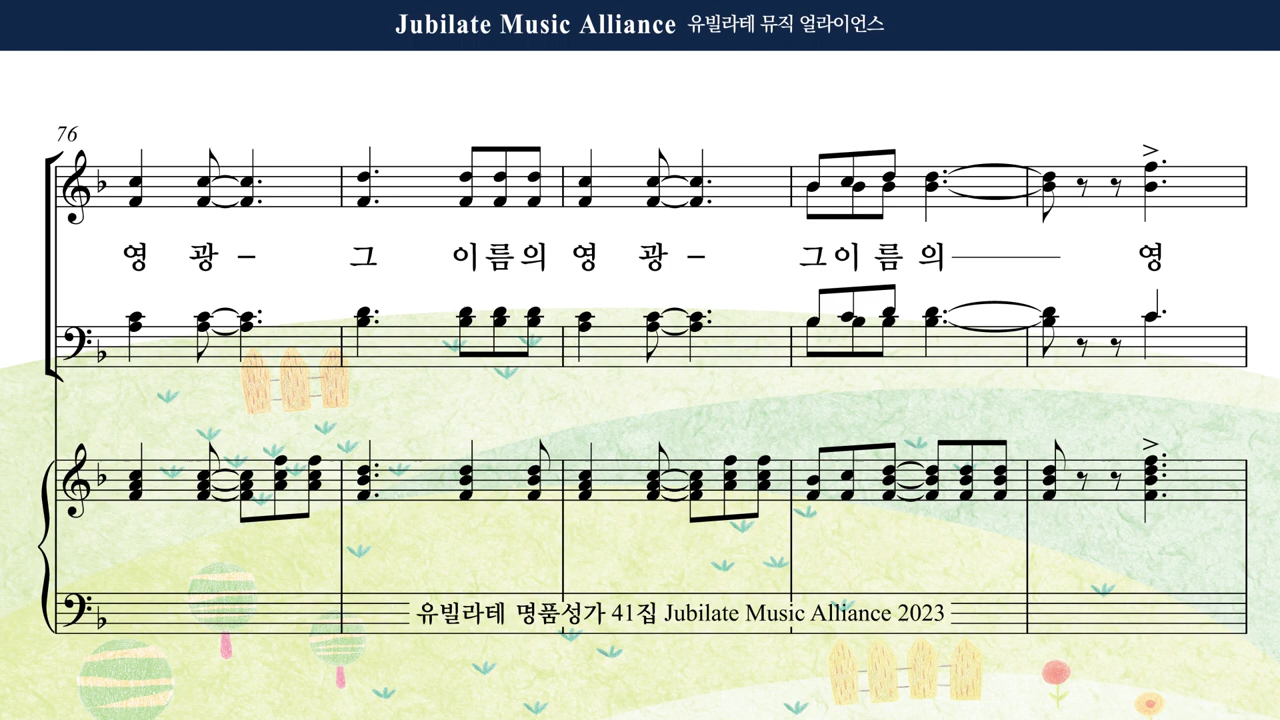 Jubilate Music Alliance 유빌라테 뮤직 얼라이언스
76
영 광 – 그 이름의 영 광 – 그이 름 의 영
유빌라테 명품성가 41집 Jubilate Music Alliance 2023